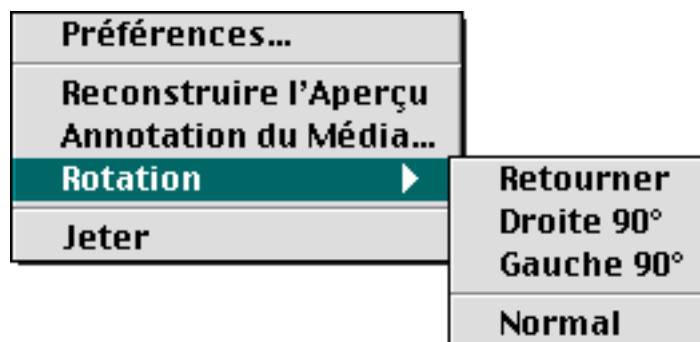 Préférences...
Reconstruire l'Aperçu
Annotation du Média...
Rotation
Jeter
Retourner
Droite 90°
Gauche 90°
Normal